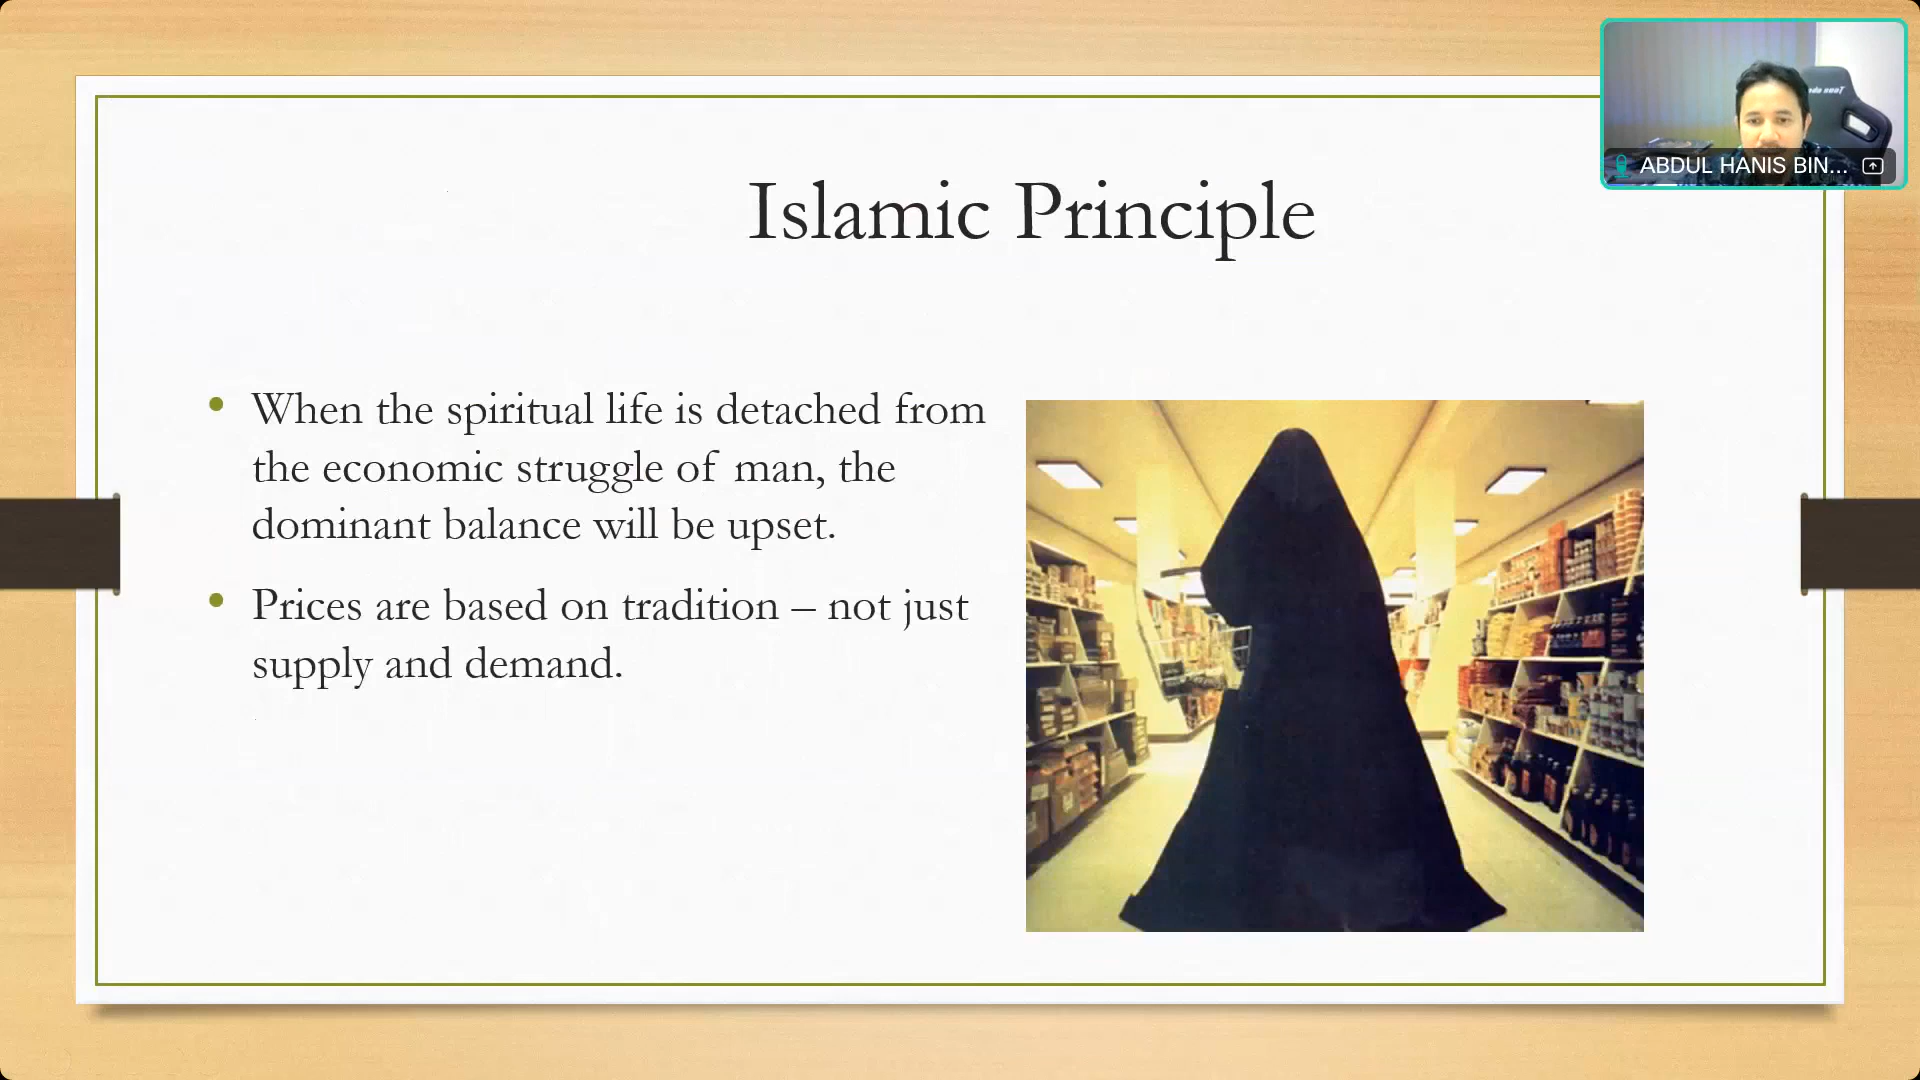 ABDUL HANIS BIN...
Islamic Principle
• When the spiritual life is detached from
the economic struggle of man, the
dominant balance will be upset.
• Prices are based on tradition – not just
supply and demand.